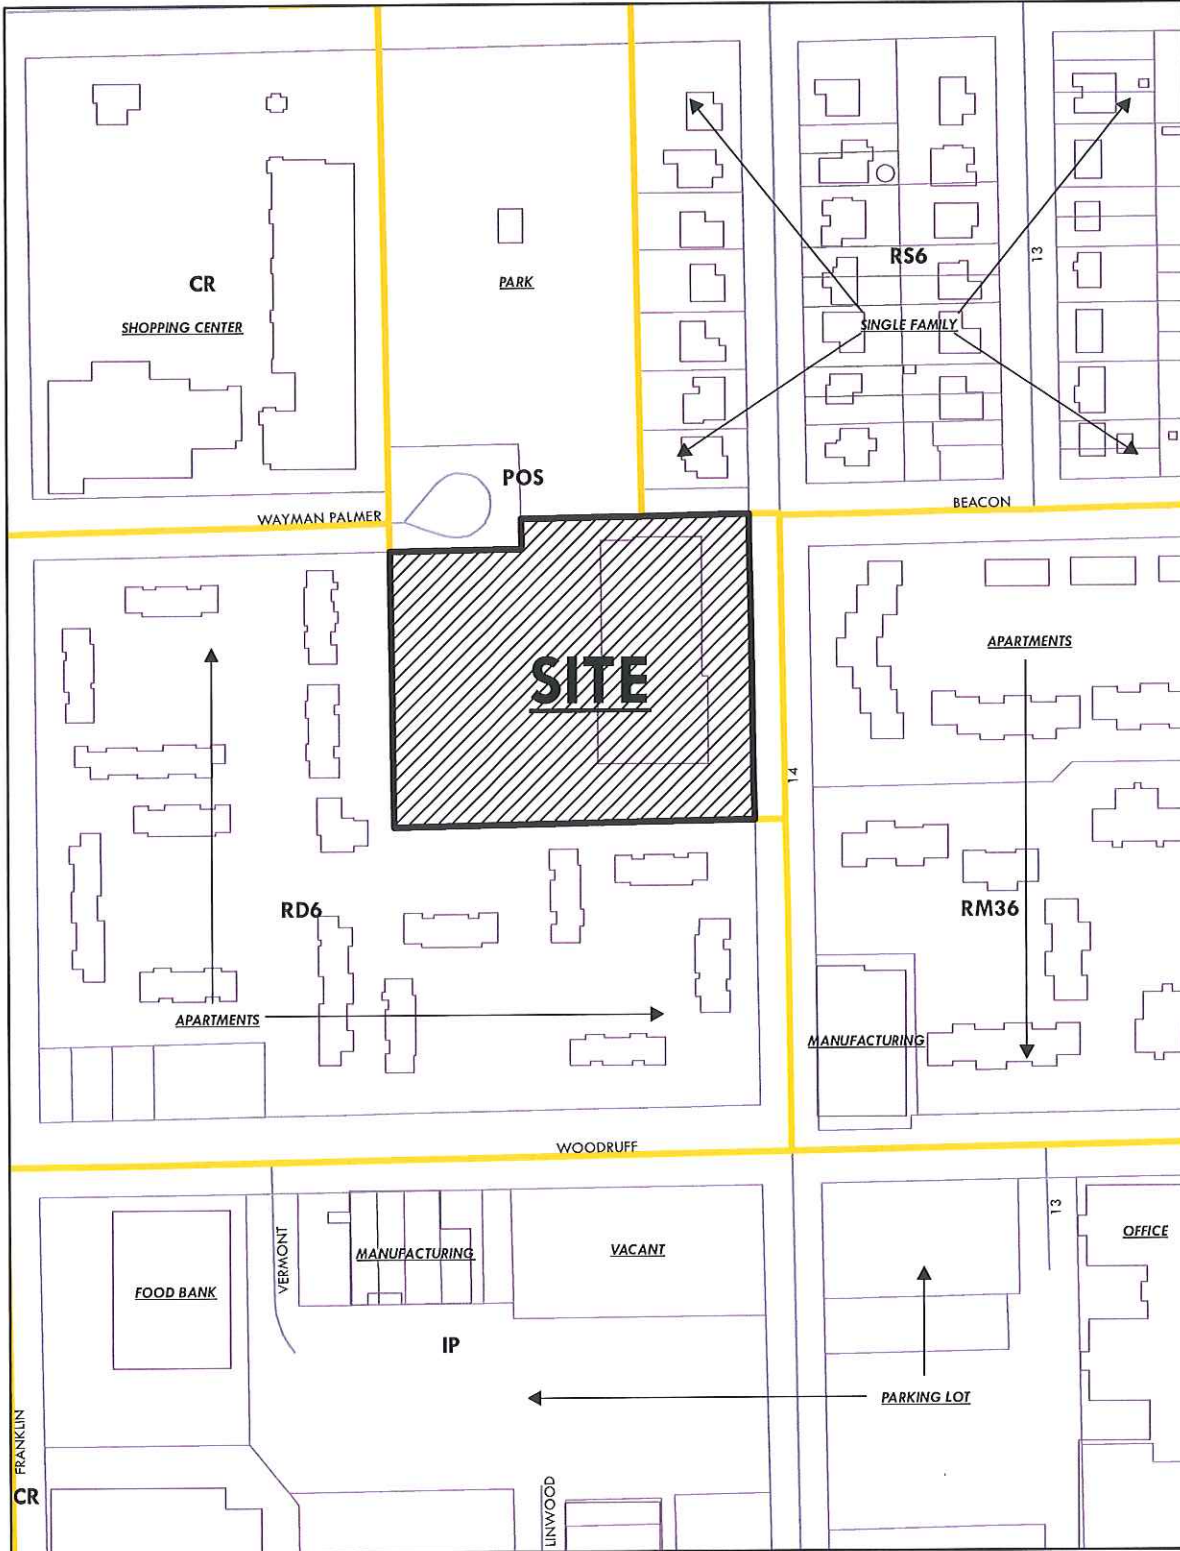 RS6
13
CR
PARK
SHOPPING CENTER
SINGLE FAMILY
POS
BEACON
WAYMAN PALMER
APARTMENTS
SITE
14
RD6
RM36
APARTMENTS
MANUFACTURING
WOODRUFF
13
VERMONT
MANUFACTURING
VACANT
OFFICE
FOOD BANK
IP
PARKING LOT
FRANKLIN
CR
LINWOOD